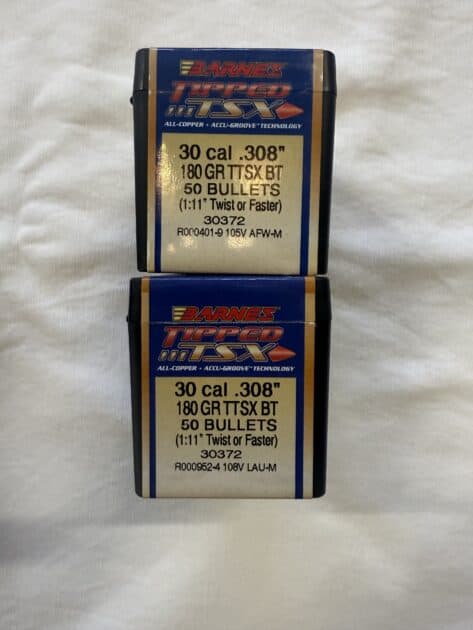 BARNES
TIPPED
TSX
ALL-COPPER • ACCU-GROOVE™ TECHNOLOGY
30 cal .308"
180 GR TTSX BT
50 BULLETS
(1:11" Twist or Faster)
30372
R000401-9 105V AFW-M
BARNES
TIPPED
TSX
ALL-COPPER • ACCU-GROOVE™ TECHNOLOGY
30 cal .308"
180 GR TTSX BT
50 BULLETS
(1:11" Twist or Faster)
30372
R000952-4 108V LAU-M